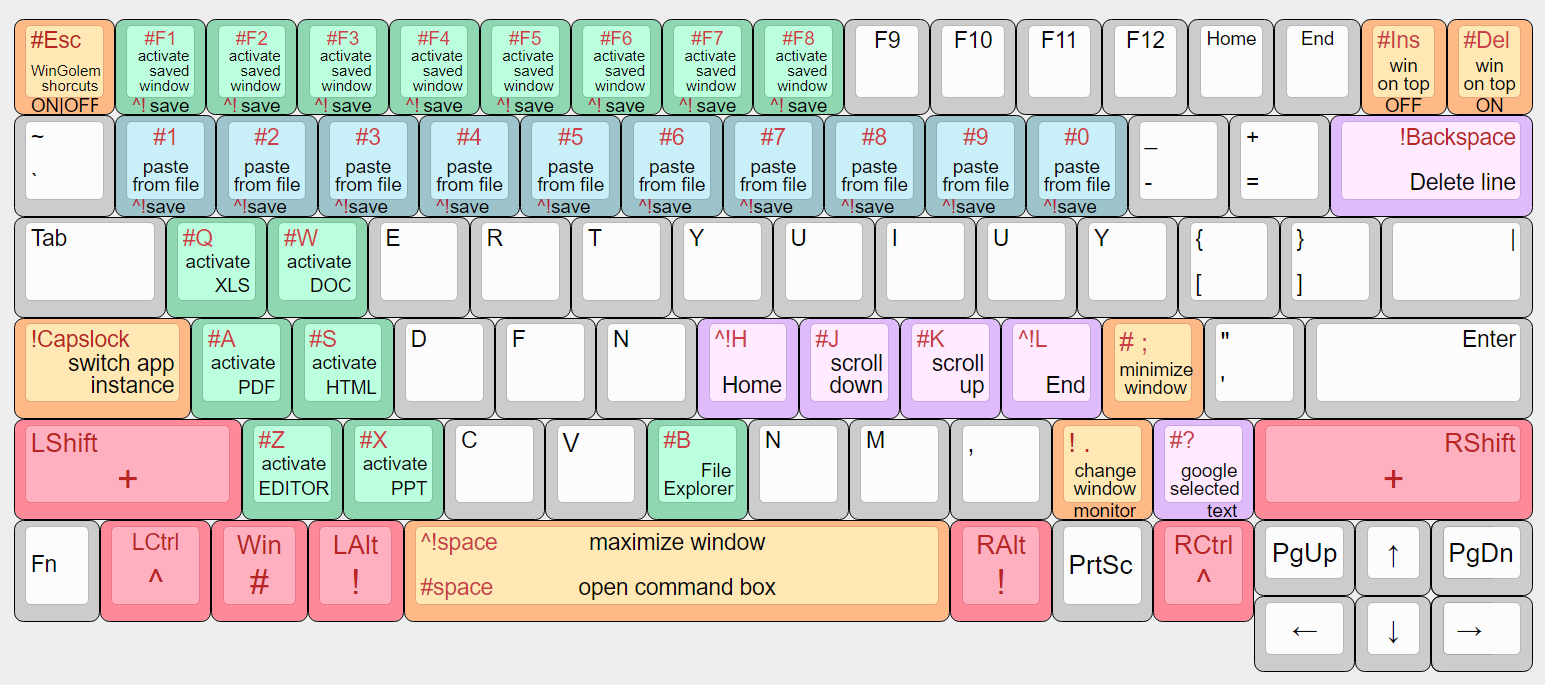 #Esc
WinGolem
shorcuts
ON|OFF
#F1
activate
saved
window
^! save
#F2
activate
saved
window
^! save
#F3
activate
saved
window
^! save
#F4
activate
saved
window
^! save
#F5
activate
saved
window
^! save
#F6
activate
saved
window
^! save
#F7
activate
saved
window
^! save
#F8
activate
saved
window
^! save
F9
F10
F11
F12
Home
End
#Ins
win
on top
OFF
#Del
win
on top
ON
~
`
#1
paste
from file
^!save
#2
paste
from file
^!save
#3
paste
from file
^!save
#4
paste
from file
^!save
#5
paste
from file
^!save
#6
paste
from file
^!save
#7
paste
from file
^!save
#8
paste
from file
^!save
#9
paste
from file
^!save
#0
paste
from file
^!save
_
-
+
=
!Backspace
Delete line
Tab
#Q
activate
XLS
#W
activate
DOC
E
R
T
Y
U
I
U
Y
{
[
}
]
|
!Capslock
switch app
instance
#A
activate
PDF
#S
activate
HTML
D
F
N
^!H
Home
#J
scroll
down
#K
scroll
up
^!L
End
# ;
minimize
window
"
'
Enter
LShift
+
#Z
activate
EDITOR
#X
activate
PPT
C
V
#B
File
Explorer
N
M
,
! .
change
window
monitor
#?
google
selected
text
RShift
+
Fn
LCtrl
^
Win
#
LAlt
!
^!space maximize window
#space open command box
RAlt
!
PrtSc
RCtrl
^
PgUp
↑
PgDn
←
↓
→